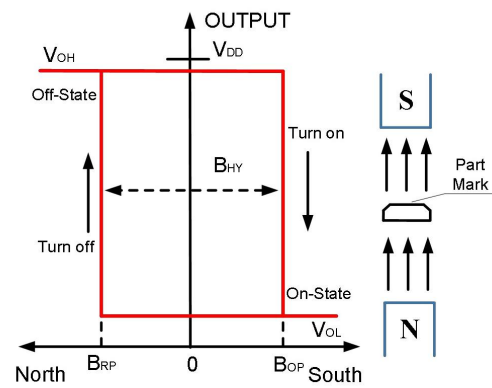 OUTPUT
VOH
VDD
Off-State
S
Turn on
BHY
Part
Mark
Turn off
On-State
VOL
N
BRP
0
BOP
North
South